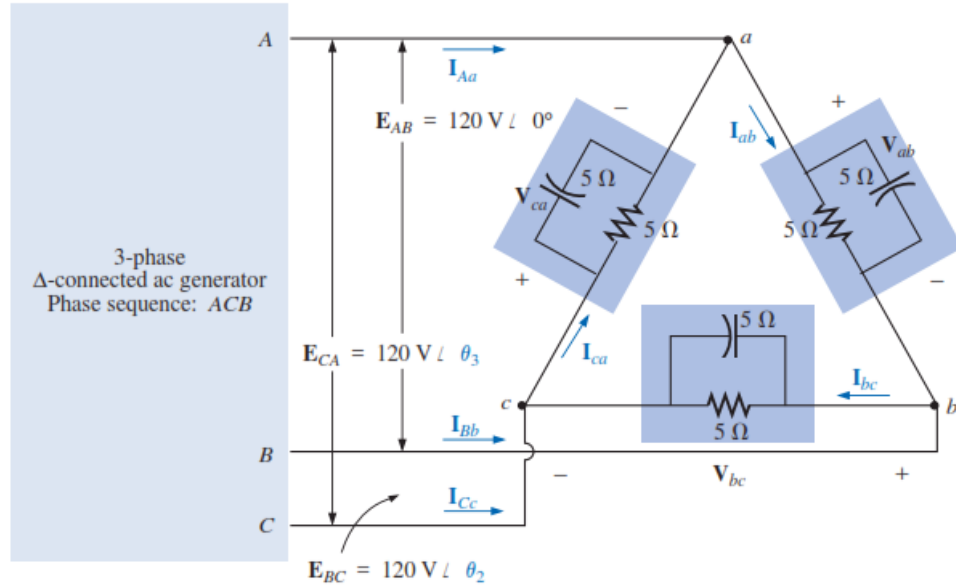 A
a
I_Aa
E_AB = 120 V ∠ 0°
−
+
I_ab
V_ab
5 Ω
5 Ω
V_ca
5 Ω
5 Ω
3-phase
Δ-connected ac generator
Phase sequence: ACB
+
−
5 Ω
E_CA = 120 V ∠ θ_3
I_ca
I_bc
c
b
I_Bb
5 Ω
B
−
V_bc
+
I_Cc
C
E_BC = 120 V ∠ θ_2